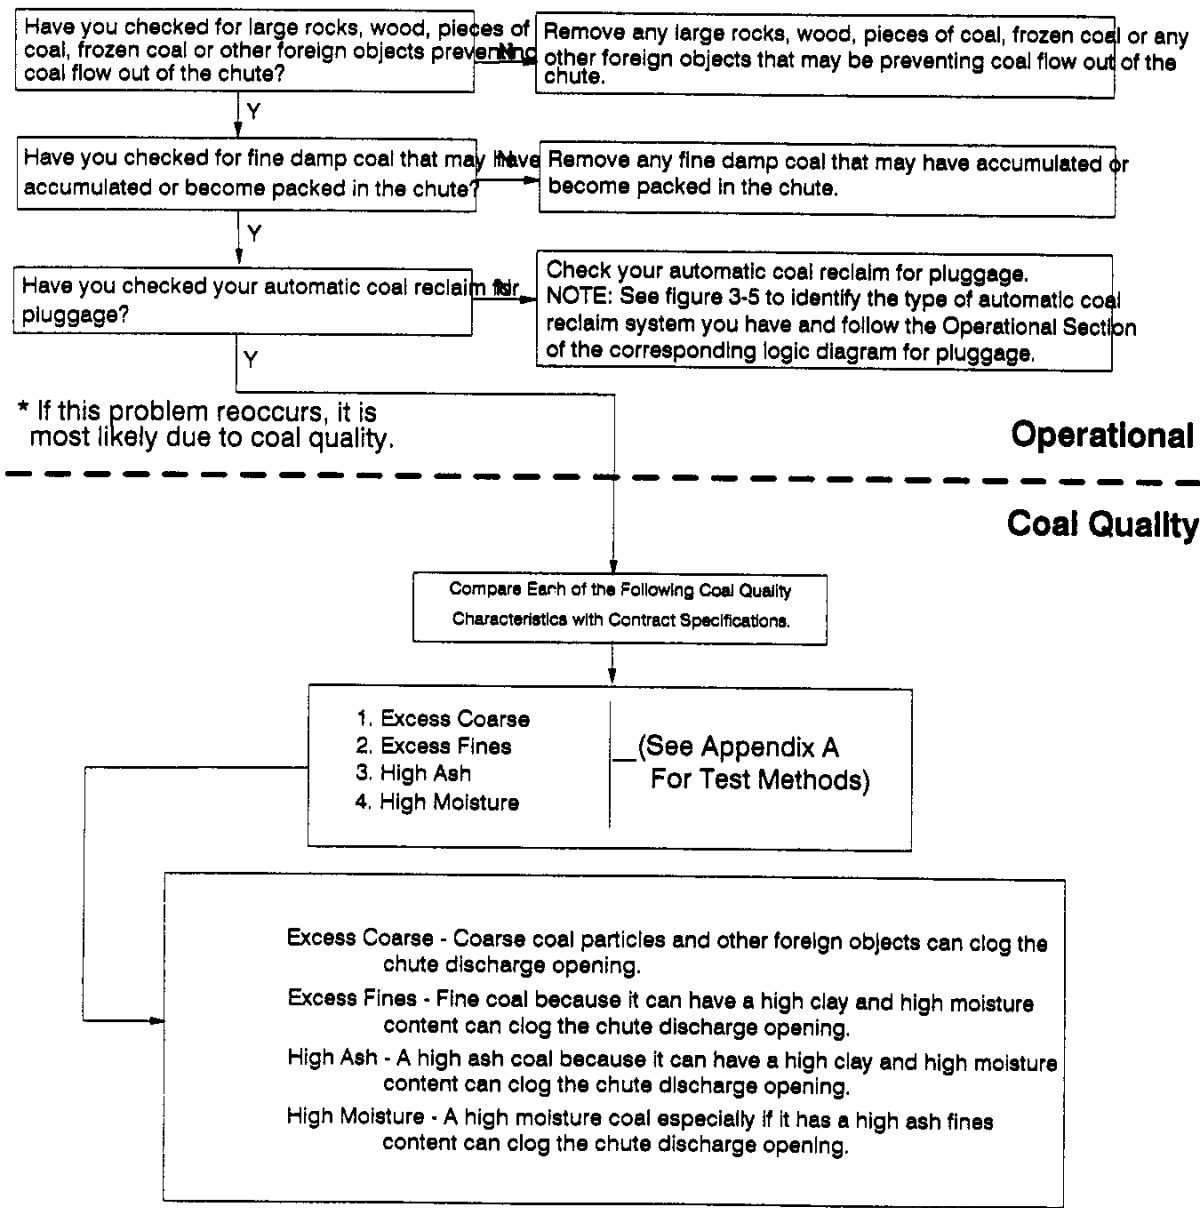 Have you checked for large rocks, wood, pieces of
coal, frozen coal or other foreign objects preventing
coal flow out of the chute?
N
Remove any large rocks, wood, pieces of coal, frozen coal or any
other foreign objects that may be preventing coal flow out of the
chute.
Y
Have you checked for fine damp coal that may have
accumulated or become packed in the chute?
N
Remove any fine damp coal that may have accumulated or
become packed in the chute.
Y
Have you checked your automatic coal reclaim for
pluggage?
N
Check your automatic coal reclaim for pluggage.
NOTE: See figure 3-5 to identify the type of automatic coal
reclaim system you have and follow the Operational Section
of the corresponding logic diagram for pluggage.
Y
* If this problem reoccurs, it is
most likely due to coal quality.
Operational
Coal Quality
Compare Each of the Following Coal Quality
Characteristics with Contract Specifications.
1. Excess Coarse
2. Excess Fines
3. High Ash
4. High Moisture
(See Appendix A
For Test Methods)
Excess Coarse - Coarse coal particles and other foreign objects can clog the
chute discharge opening.
Excess Fines - Fine coal because it can have a high clay and high moisture
content can clog the chute discharge opening.
High Ash - A high ash coal because it can have a high clay and high moisture
content can clog the chute discharge opening.
High Moisture - A high moisture coal especially if it has a high ash fines
content can clog the chute discharge opening.